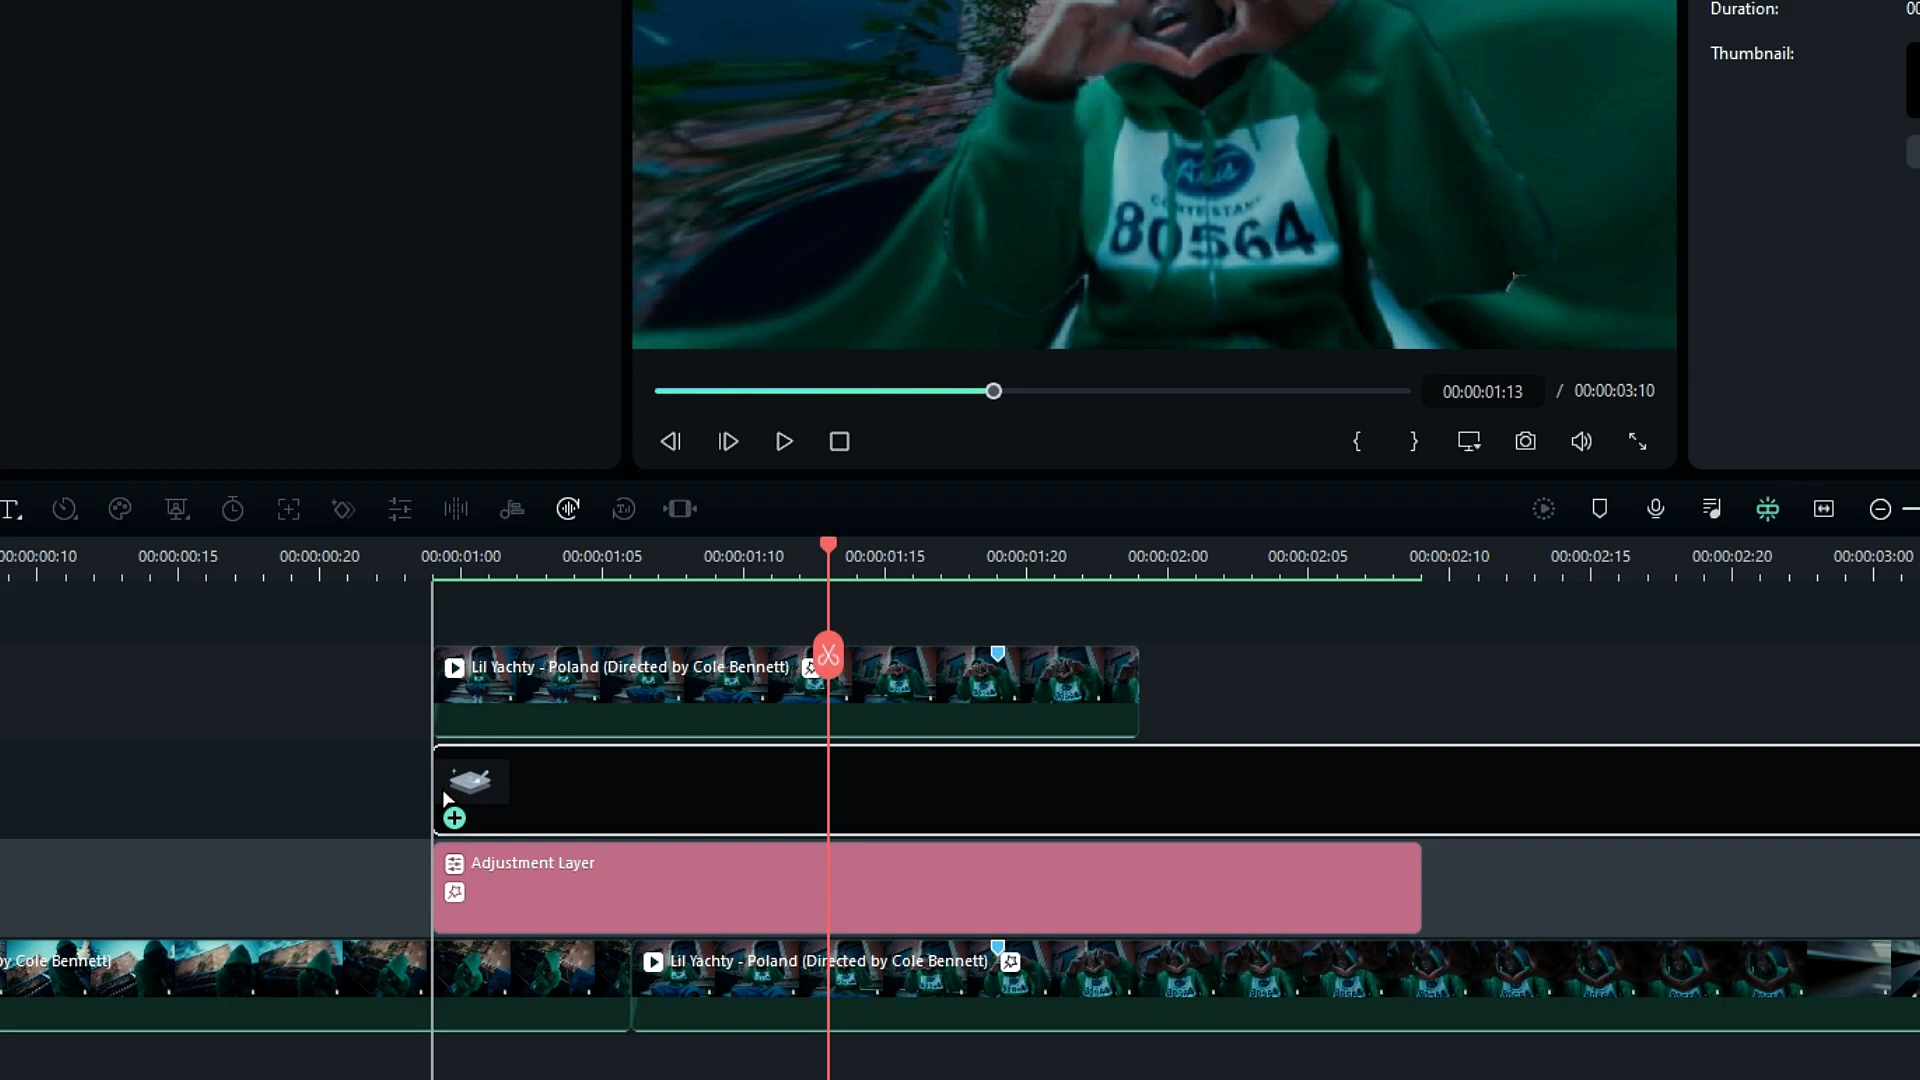 Duration:
00
Thumbnail:
CONTESTANT
80564
00:00:01:13 / 00:00:03:10
00:00:00:10 00:00:00:15 00:00:00:20 00:00:01:00 00:00:01:05 00:00:01:10 00:00:01:15 00:00:01:20 00:00:02:00 00:00:02:05 00:00:02:10 00:00:02:15 00:00:02:20 00:00:03:00
Lil Yachty - Poland (Directed by Cole Bennett)
Adjustment Layer
by Cole Bennett)
Lil Yachty - Poland (Directed by Cole Bennett)